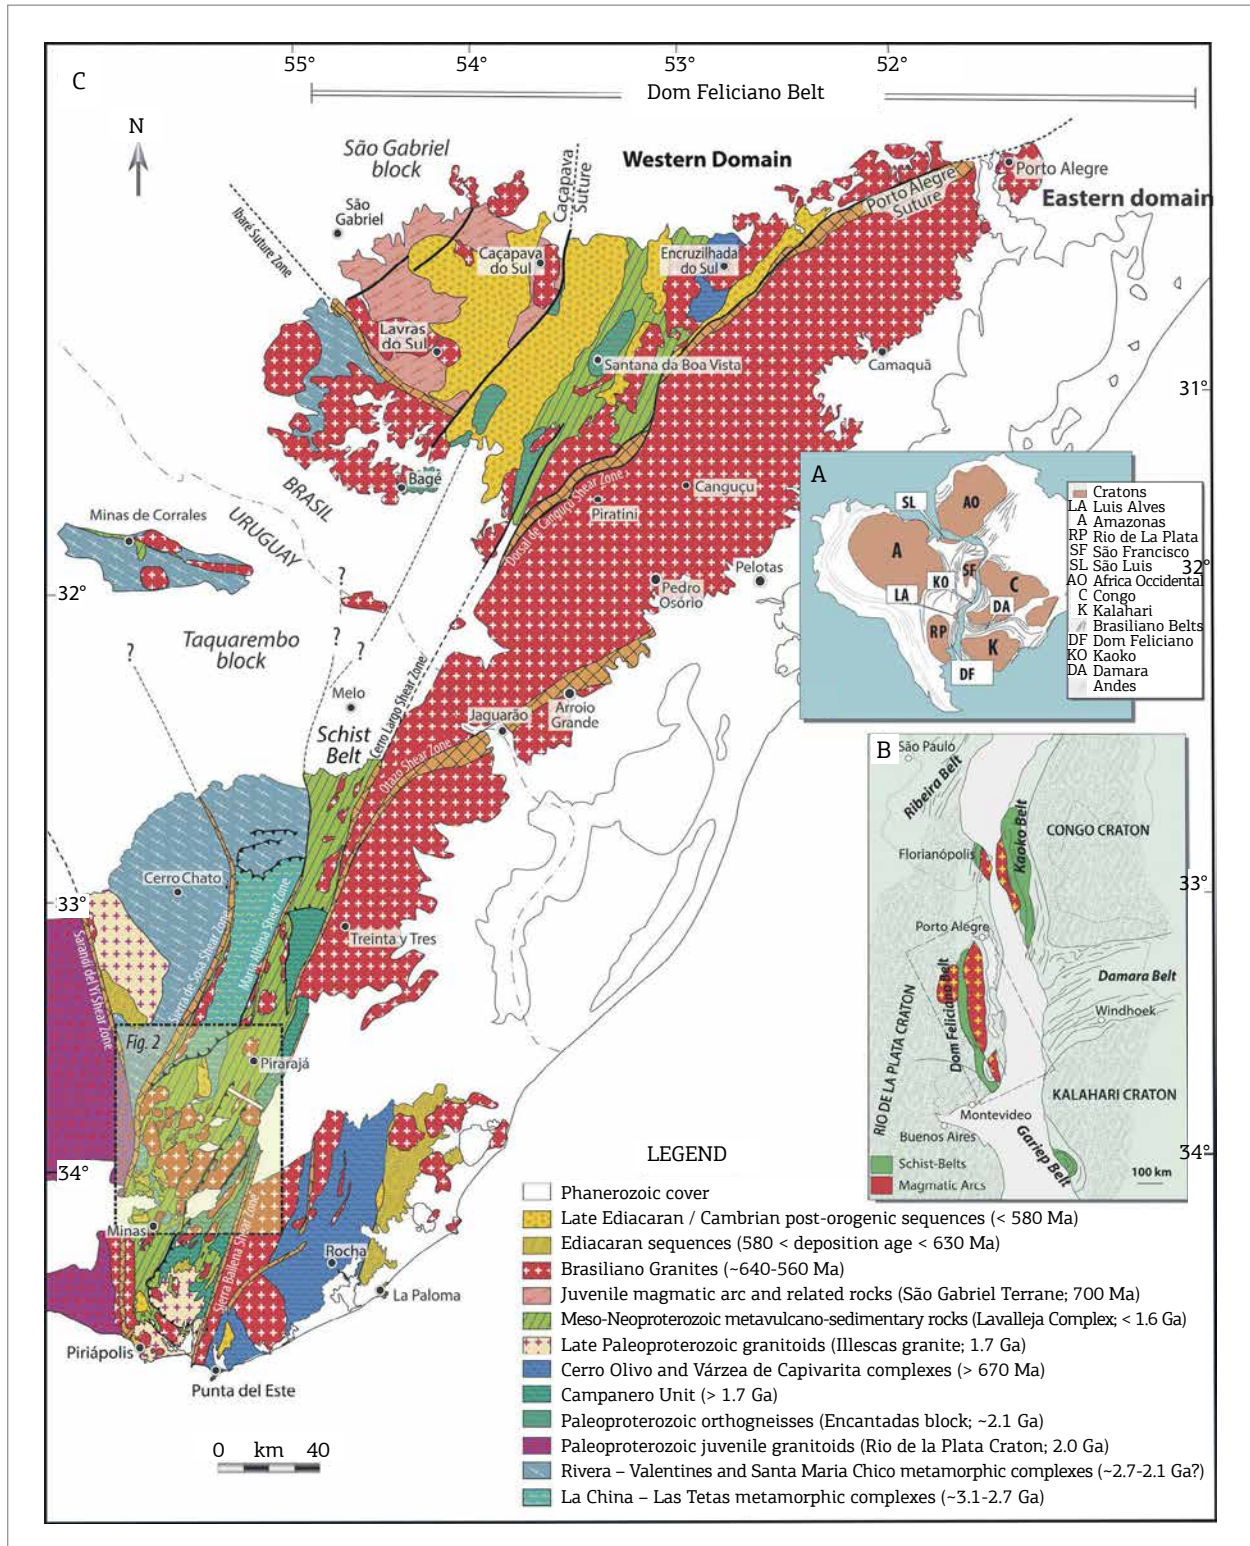 C
55°
54°
53°
52°
Dom Feliciano Belt
N
São Gabriel
block
Caçapava
Suture
Western Domain
Porto Alegre
Eastern domain
Porto Alegre
Suture
São
Gabriel
Ibaré Suture Zone
Caçapava
do Sul
Encruzilhada
do Sul
Lavras
do Sul
Santana da Boa Vista
Camaquã
31°
Bagé
BRASIL
URUGUAY
Minas de Corrales
Dorsal de Canguçu Shear Zone
Canguçu
Piratini
Pelotas
Pedro
Osório
32°
32°
?
?
?
?
Taquarembo
block
Melo
Schist
Belt
Cerro Largo Shear Zone
Jaguarão
Arroio
Grande
Otazo Shear Zone
Cerro Chato
33°
33°
Sarandí del Yí Shear Zone
Sierra de Sosa Shear Zone
María Albina Shear Zone
Treinta y Tres
Fig. 2
Pirarajá
34°
34°
Minas
Sierra Ballena Shear Zone
Rocha
La Paloma
Piriápolis
Punta del Este
0 km 40
A
SL
AO
A
KO
SF
C
LA
DA
RP
K
DF
Cratons
LA Luis Alves
A Amazonas
RP Rio de La Plata
SF São Francisco
SL São Luis
AO Africa Occidental
C Congo
K Kalahari
Brasiliano Belts
DF Dom Feliciano
KO Kaoko
DA Damara
Andes
B
São Paulo
Ribeira Belt
Florianópolis
Kaoko Belt
CONGO CRATON
Porto Alegre
Damara Belt
Windhoek
Dom Feliciano Belt
RIO DE LA PLATA CRATON
KALAHARI CRATON
Montevideo
Buenos Aires
Gariep Belt
Schist-Belts
Magmatic Arcs
100 km
LEGEND
Phanerozoic cover
Late Ediacaran / Cambrian post-orogenic sequences (< 580 Ma)
Ediacaran sequences (580 < deposition age < 630 Ma)
Brasiliano Granites (~640-560 Ma)
Juvenile magmatic arc and related rocks (São Gabriel Terrane; 700 Ma)
Meso-Neoproterozoic metavulcano-sedimentary rocks (Lavalleja Complex; < 1.6 Ga)
Late Paleoproterozoic granitoids (Illescas granite; 1.7 Ga)
Cerro Olivo and Várzea de Capivarita complexes (> 670 Ma)
Campanero Unit (> 1.7 Ga)
Paleoproterozoic orthogneisses (Encantadas block; ~2.1 Ga)
Paleoproterozoic juvenile granitoids (Rio de la Plata Craton; 2.0 Ga)
Rivera – Valentines and Santa Maria Chico metamorphic complexes (~2.7-2.1 Ga?)
La China – Las Tetas metamorphic complexes (~3.1-2.7 Ga)